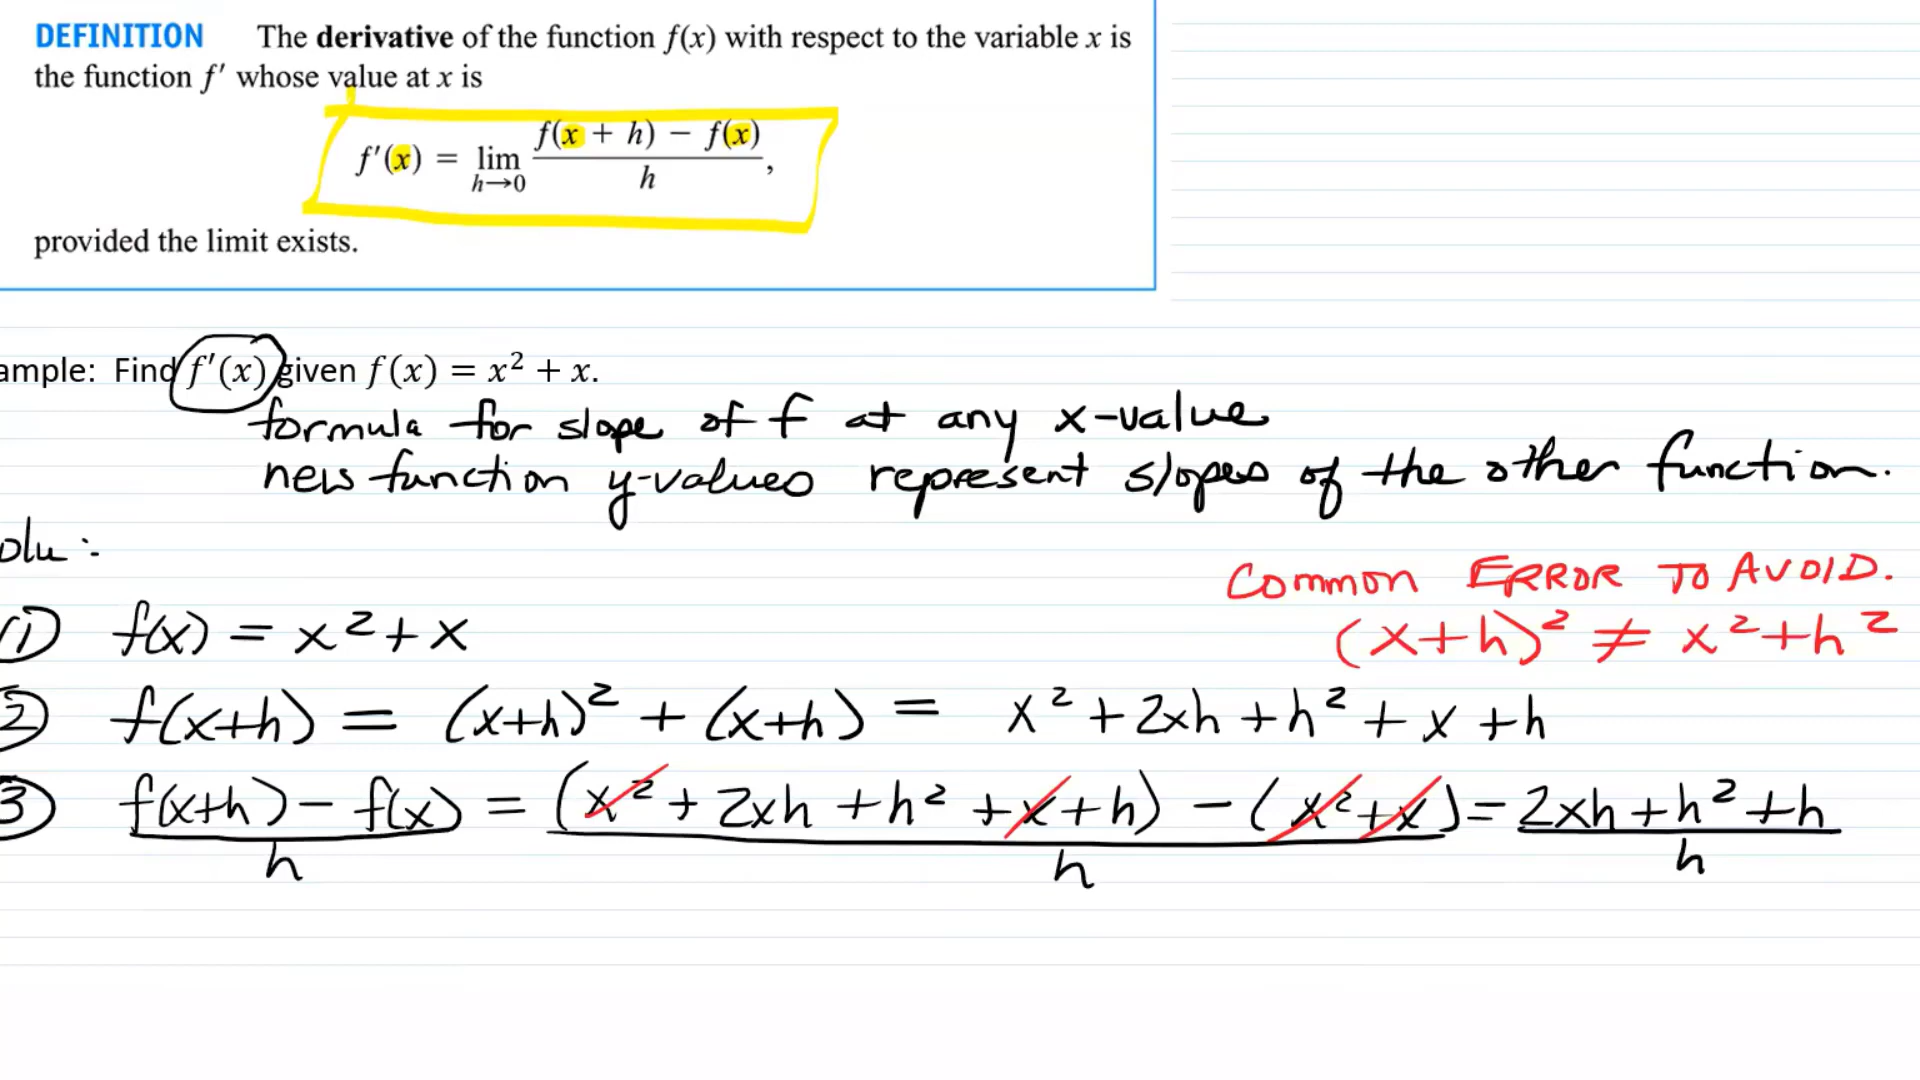 DEFINITION The derivative of the function f(x) with respect to the variable x is
the function f′ whose value at x is
f′(x) = lim h→0 f(x + h) − f(x) / h,
provided the limit exists.
ample: Find f′(x) given f(x) = x² + x.
formula for slope of f at any x-value
new function y-values represent slopes of the other function.
olu:
COMMON ERROR TO AVOID.
(x+h)² ≠ x²+h²
(1) f(x) = x²+x
(2) f(x+h) = (x+h)² + (x+h) = x² + 2xh + h² + x + h
(3) f(x+h) − f(x) / h = (x² + 2xh + h² + x + h) − (x²+x) / h = 2xh + h² + h / h